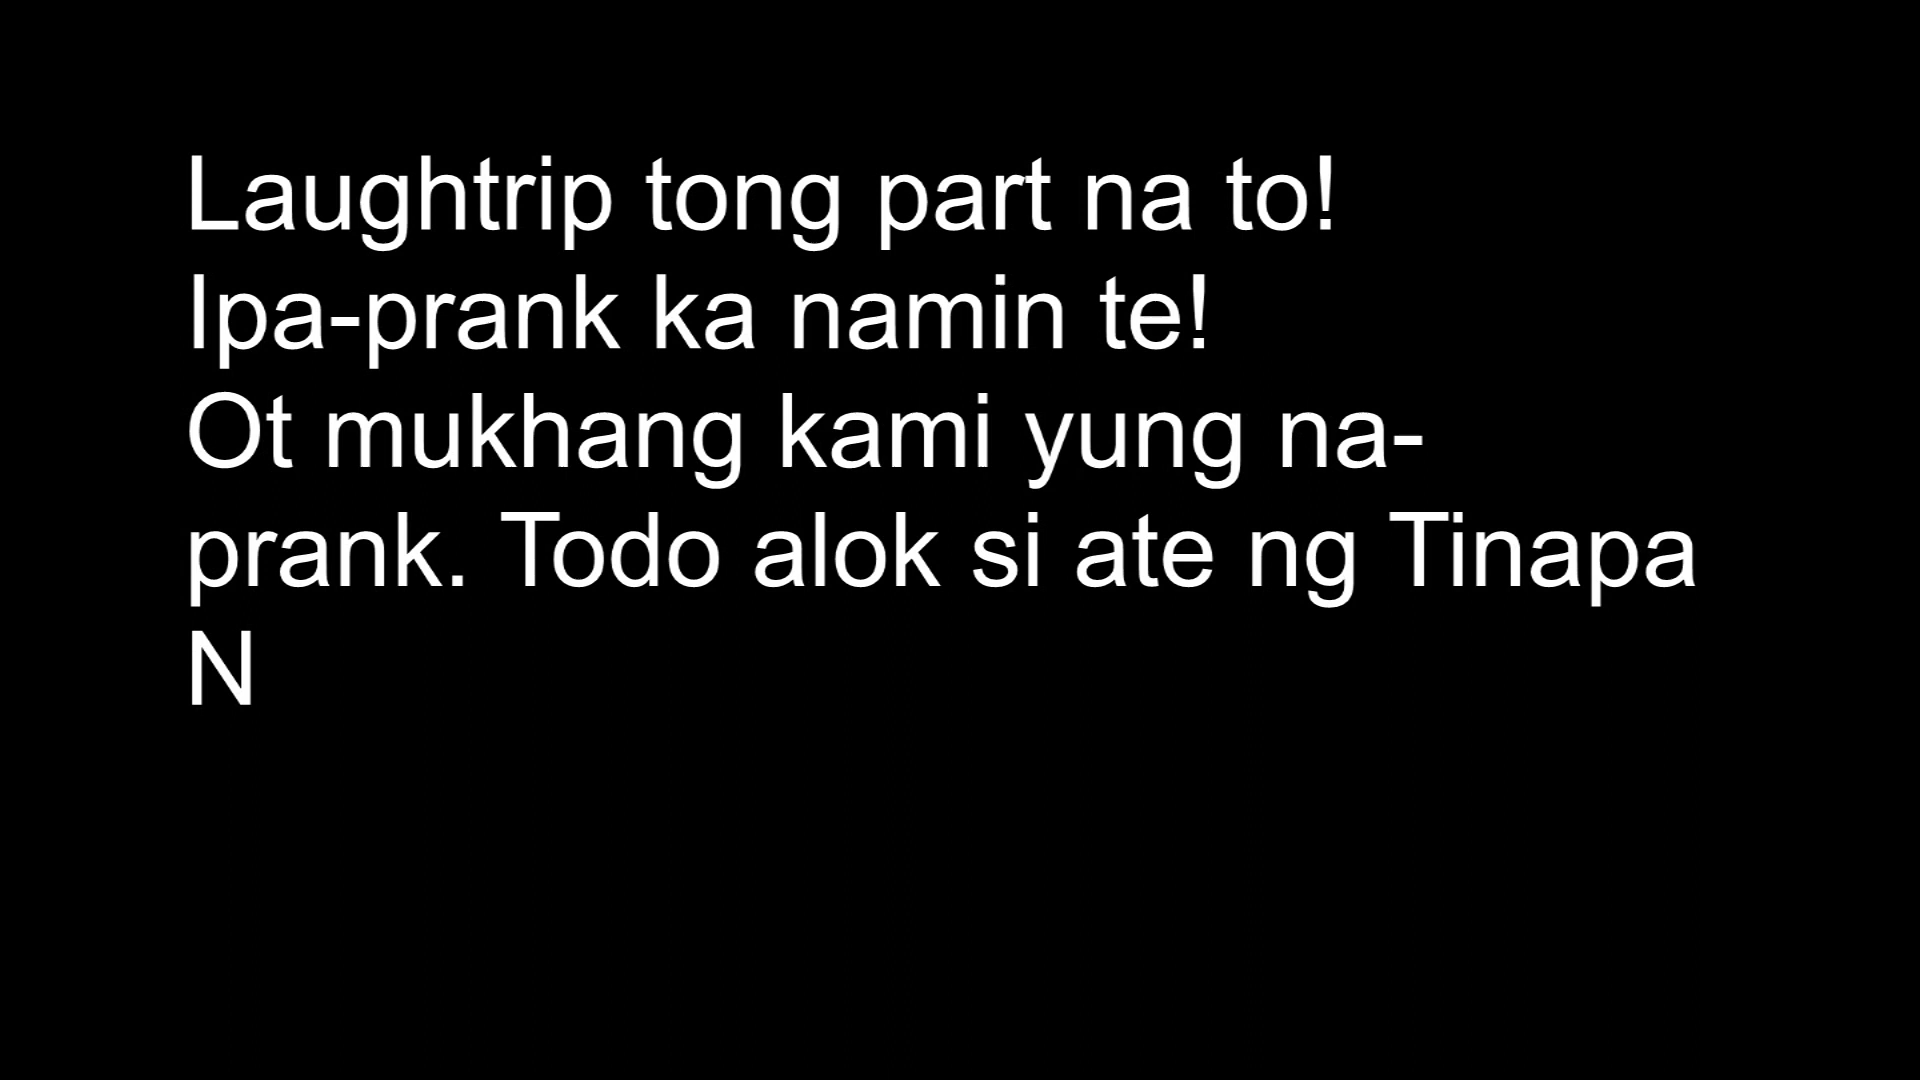 Laughtrip tong part na to!
Ipa-prank ka namin te!
Ot mukhang kami yung na-
prank. Todo alok si ate ng Tinapa
N